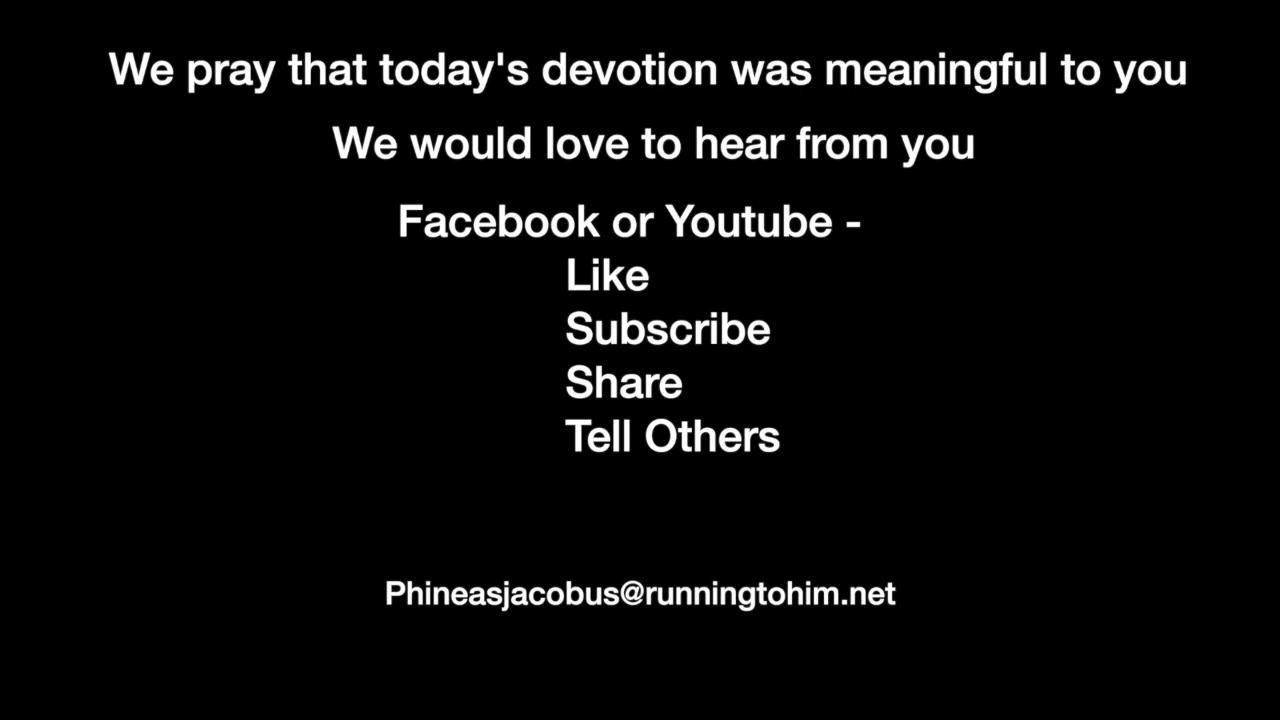 We pray that today's devotion was meaningful to you
We would love to hear from you
Facebook or Youtube -
Like
Subscribe
Share
Tell Others
Phineasjacobus@runningtohim.net